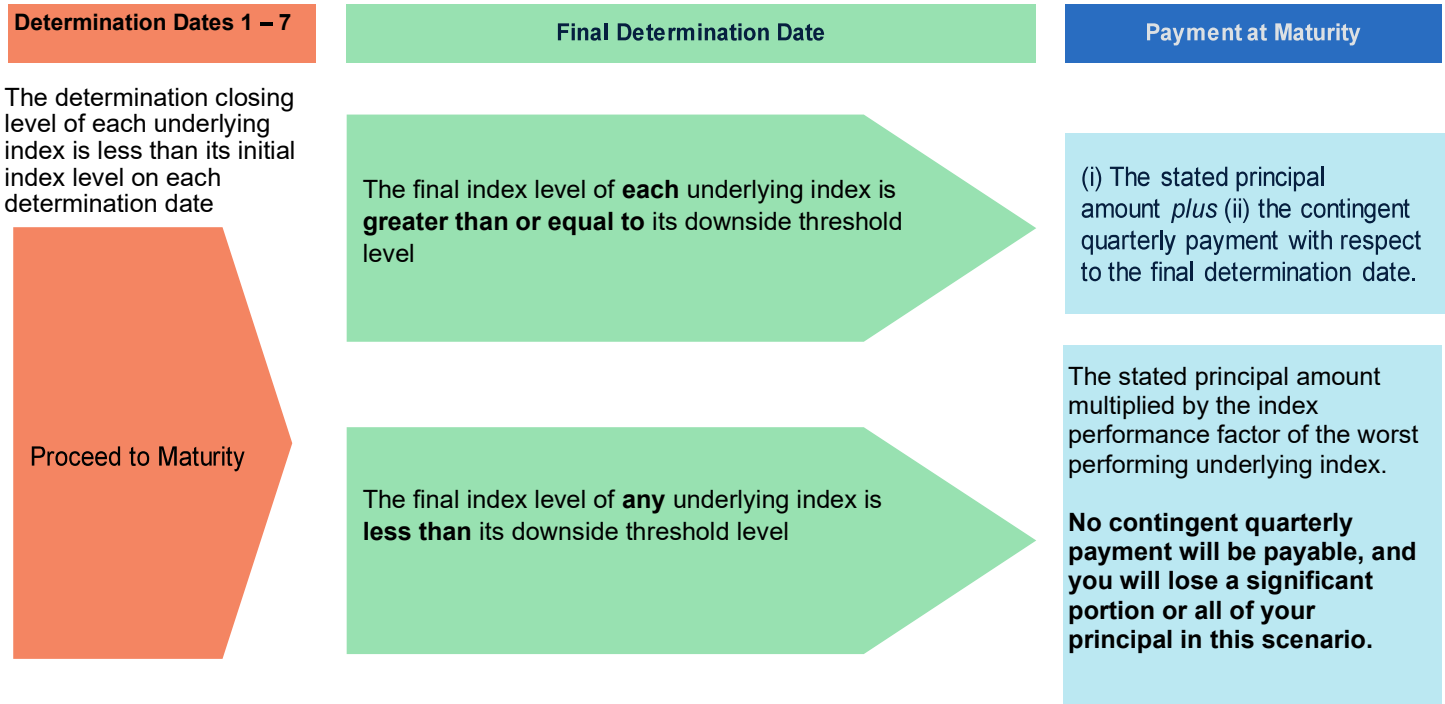 Determination Dates 1 – 7
The determination closing
level of each underlying
index is less than its initial
index level on each
determination date
Proceed to Maturity
Final Determination Date
The final index level of each underlying index is
greater than or equal to its downside threshold
level
The final index level of any underlying index is
less than its downside threshold level
Payment at Maturity
(i) The stated principal
amount plus (ii) the contingent
quarterly payment with respect
to the final determination date.
The stated principal amount
multiplied by the index
performance factor of the worst
performing underlying index.
No contingent quarterly
payment will be payable, and
you will lose a significant
portion or all of your
principal in this scenario.